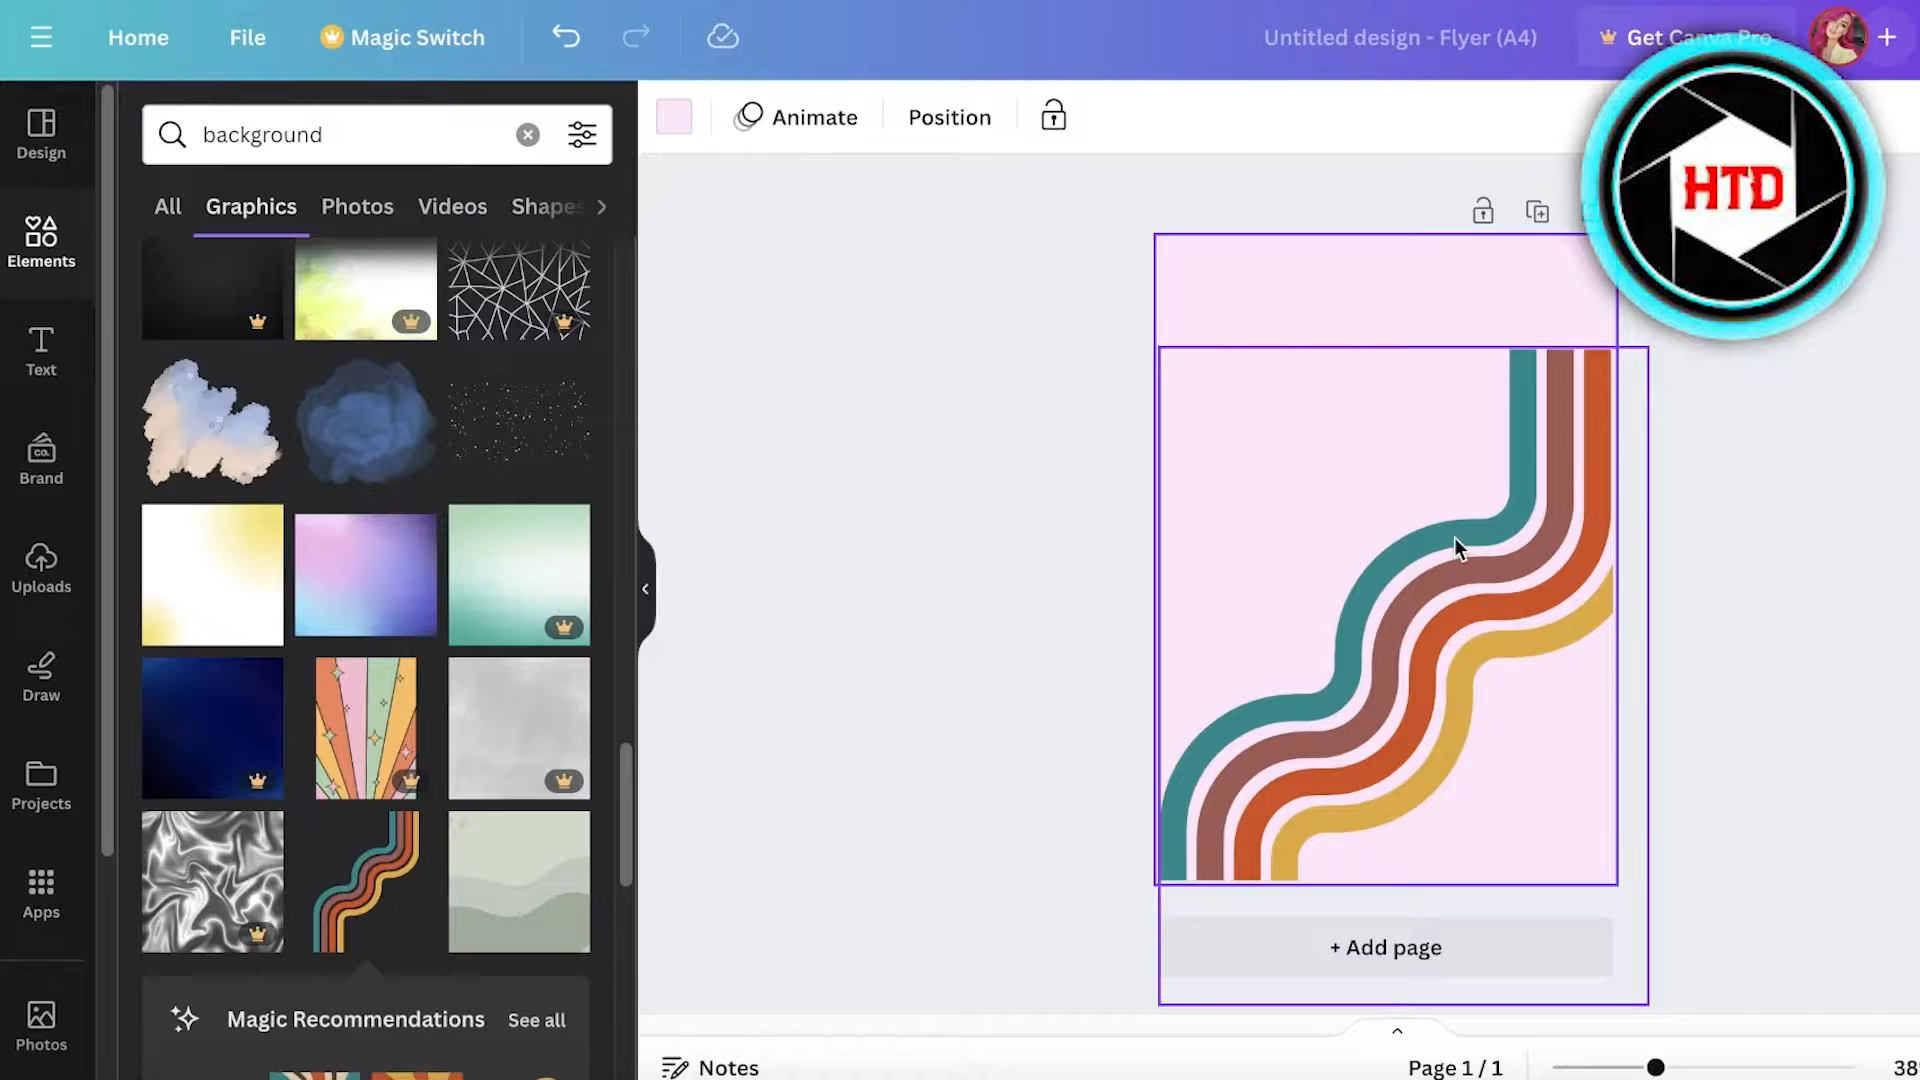 Home
File
Magic Switch
Untitled design - Flyer (A4)
Get Canva Pro
HTD
Design
Elements
Text
Brand
CO.
Uploads
Draw
Projects
Apps
Photos
background
All
Graphics
Photos
Videos
Shapes
Magic Recommendations
See all
Animate
Position
+ Add page
Notes
Page 1 / 1
38